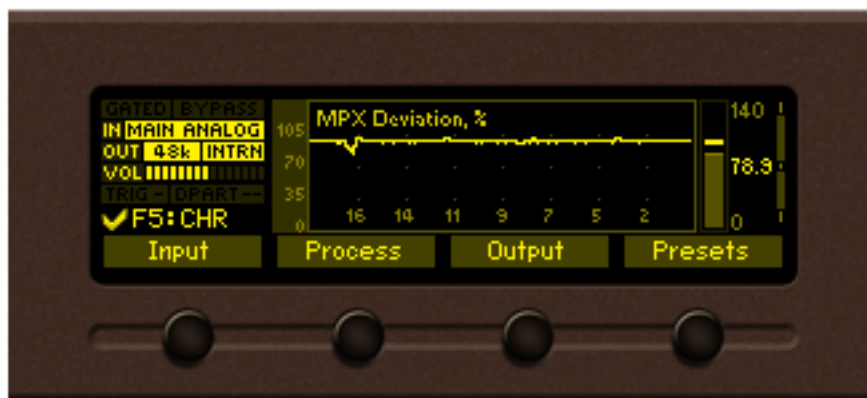 GATED BYPASS
IN MAIN ANALOG
OUT 48k INTRN
VOL
TRIG - DPART --
F5: CHR
MPX Deviation, %
105
70
35
0
16 14 11 9 7 5 2
140
78.9
0
Input Process Output Presets